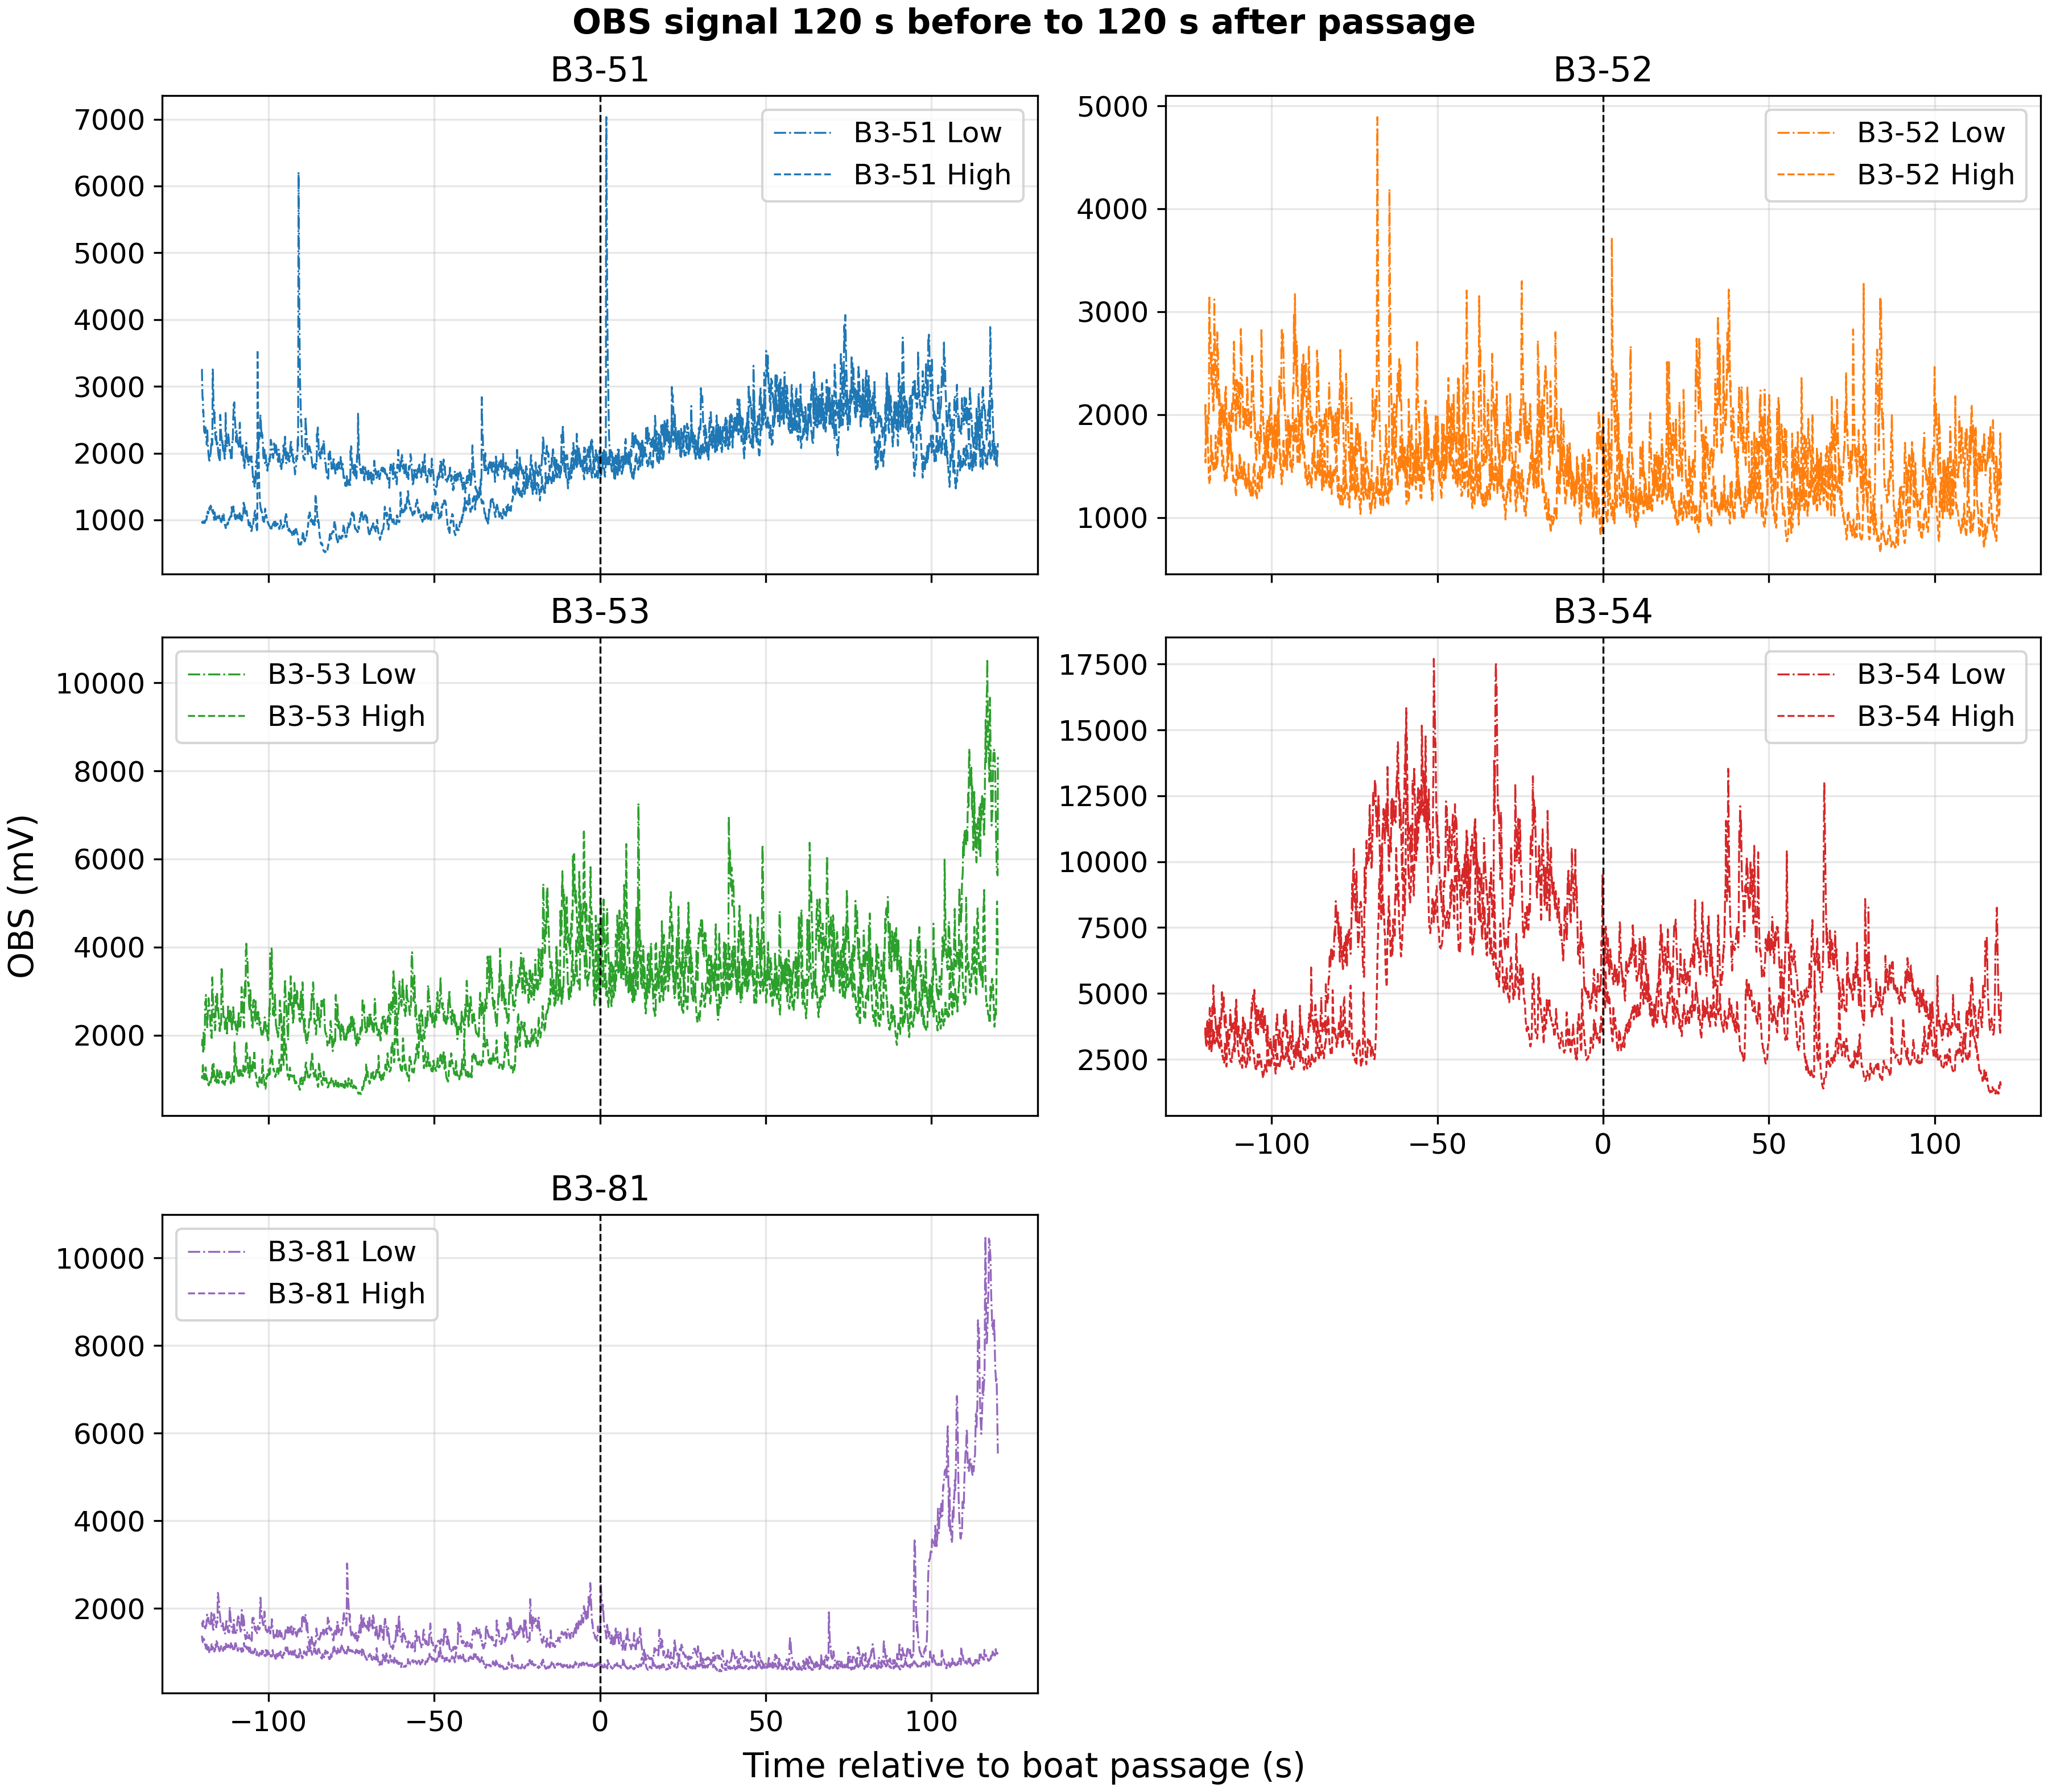 OBS signal 120 s before to 120 s after passage
B3-51
7000
6000
5000
4000
3000
2000
1000
B3-51 Low
B3-51 High
B3-52
5000
4000
3000
2000
1000
B3-52 Low
B3-52 High
OBS (mV)
B3-53
10000
8000
6000
4000
2000
B3-53 Low
B3-53 High
B3-54
17500
15000
12500
10000
7500
5000
2500
B3-54 Low
B3-54 High
−100 −50 0 50 100
B3-81
10000
8000
6000
4000
2000
B3-81 Low
B3-81 High
−100 −50 0 50 100
Time relative to boat passage (s)